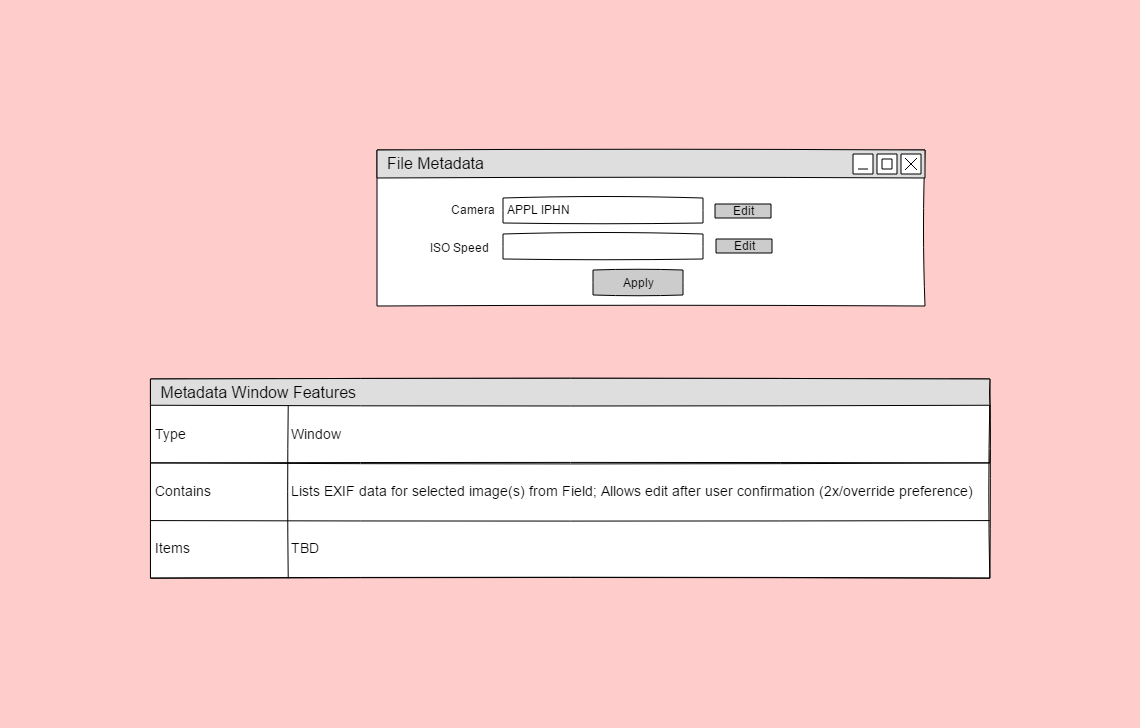 File Metadata
Camera APPL IPHN Edit
ISO Speed Edit
Apply
Metadata Window Features
Type Window
Contains Lists EXIF data for selected image(s) from Field; Allows edit after user confirmation (2x/override preference)
Items TBD